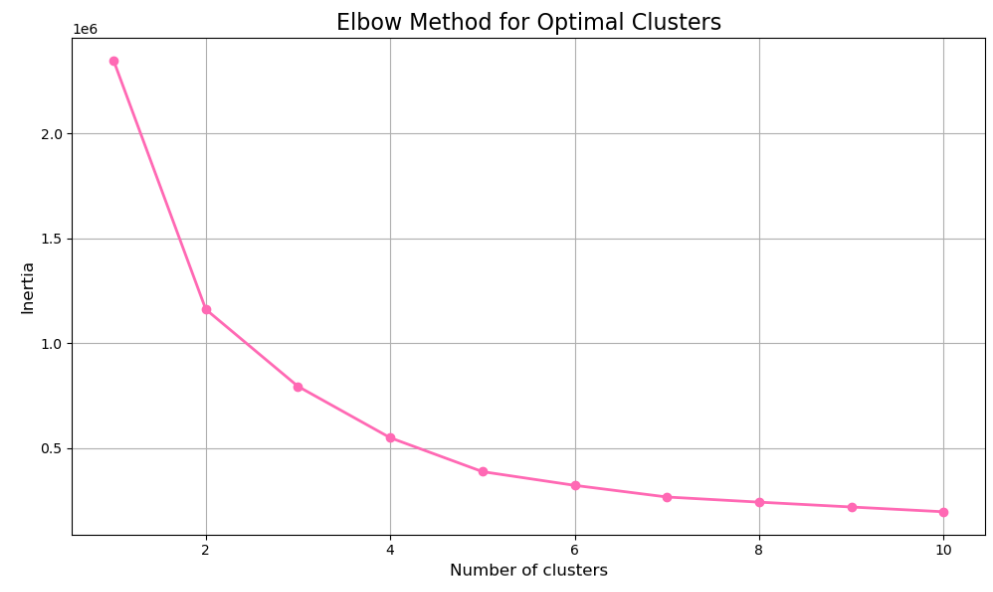 Elbow Method for Optimal Clusters
1e6
2.0
1.5
1.0
0.5
Inertia
2 4 6 8 10
Number of clusters